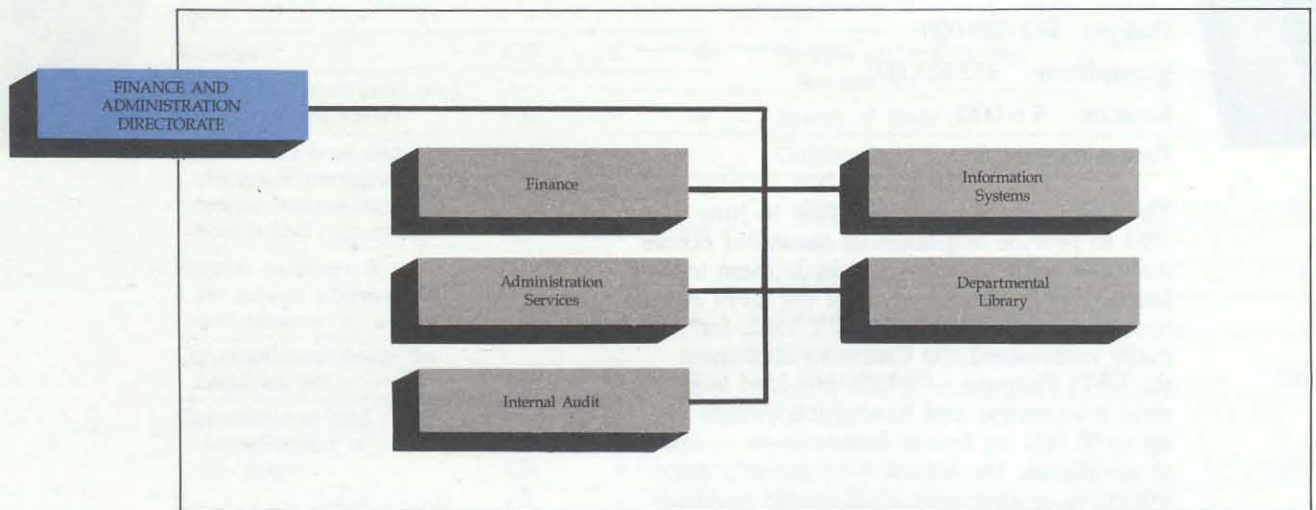 FINANCE AND
ADMINISTRATION
DIRECTORATE
Finance
Information
Systems
Administration
Services
Departmental
Library
Internal Audit